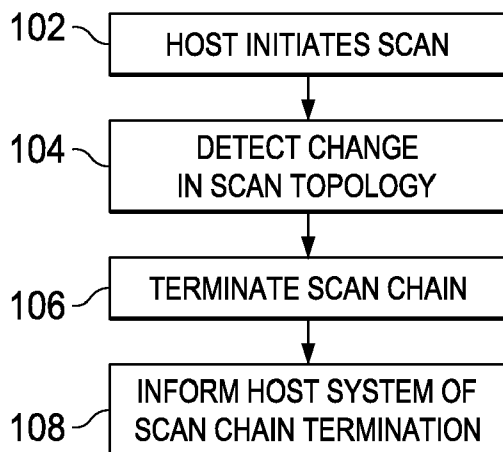 102
HOST INITIATES SCAN
104
DETECT CHANGE
IN SCAN TOPOLOGY
106
TERMINATE SCAN CHAIN
108
INFORM HOST SYSTEM OF
SCAN CHAIN TERMINATION